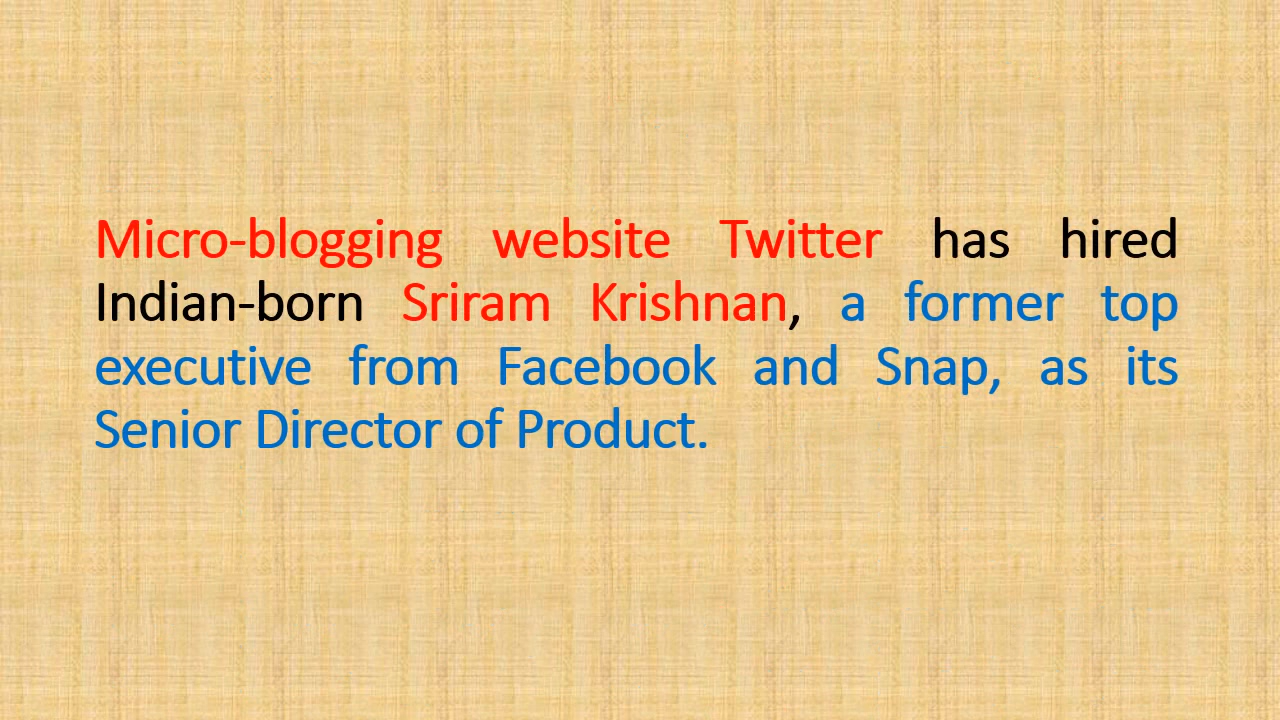 Micro-blogging website Twitter has hired
Indian-born Sriram Krishnan, a former top
executive from Facebook and Snap, as its
Senior Director of Product.